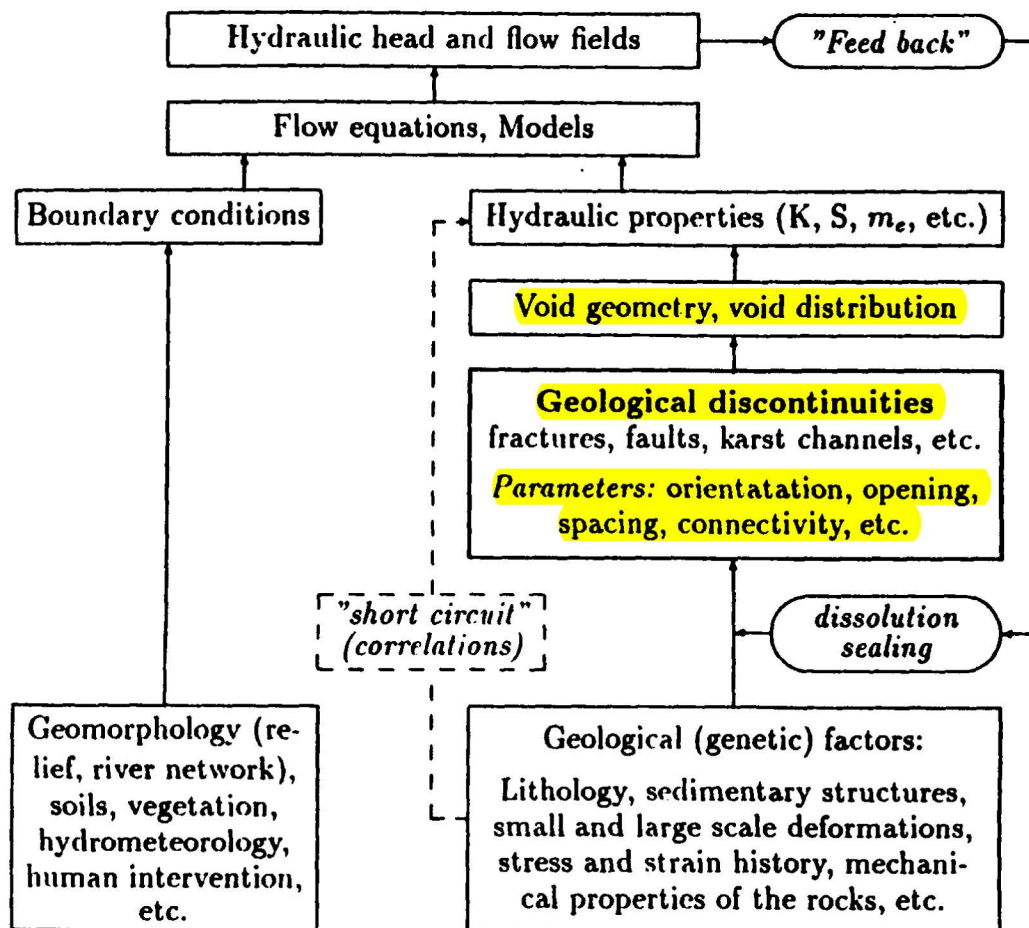 Hydraulic head and flow fields
"Feed back"
Flow equations, Models
Boundary conditions
Hydraulic properties (K, S, mₑ, etc.)
Void geometry, void distribution
Geological discontinuities
fractures, faults, karst channels, etc.
Parameters: orientatation, opening,
spacing, connectivity, etc.
"short circuit"
(correlations)
dissolution
sealing
Geomorphology (re-
lief, river network),
soils, vegetation,
hydrometeorology,
human intervention,
etc.
Geological (genetic) factors:
Lithology, sedimentary structures,
small and large scale deformations,
stress and strain history, mechani-
cal properties of the rocks, etc.